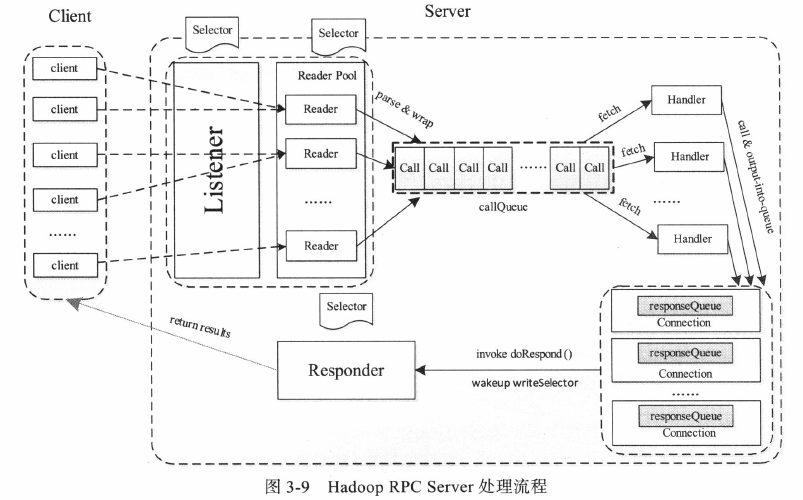 Client
Server
Selector
Selector
client
client
client
client
……
client
Listener
Reader Pool
Reader
Reader
……
Reader
parse & wrap
Call
Call
Call
Call
……
Call
Call
callQueue
fetch
fetch
fetch
Handler
Handler
……
Handler
call & output-into-queue
responseQueue
Connection
responseQueue
Connection
……
responseQueue
Connection
invoke doRespond()
wakeup writeSelector
Selector
Responder
return results
图 3-9 Hadoop RPC Server 处理流程